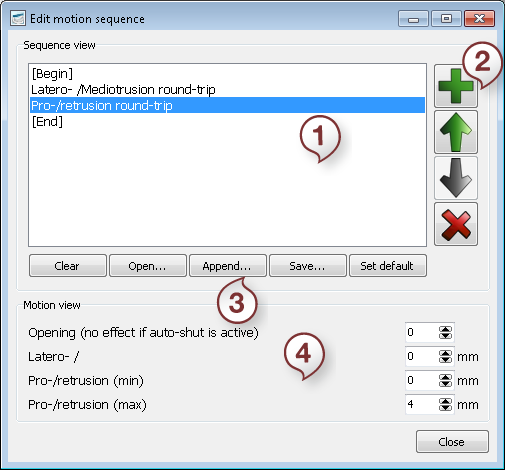 Edit motion sequence
Sequence view
[Begin]
Latero- /Mediotrusion round-trip
Pro-/retrusion round-trip
[End]
1
2
Clear Open... Append... Save... Set default
3
Motion view
Opening (no effect if auto-shut is active) 0
Latero- / 0 mm
4
Pro-/retrusion (min) 0 mm
Pro-/retrusion (max) 4 mm
Close